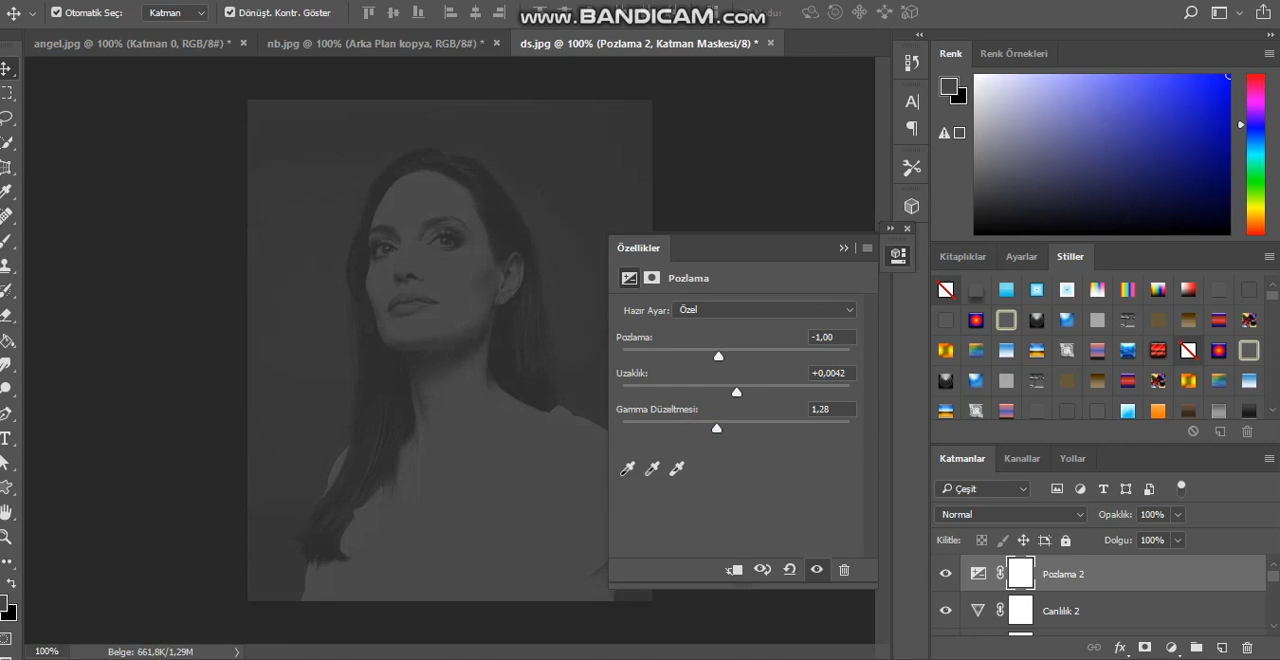 Otomatik Seç:
Katman
Dönüşt. Kontr. Göster
www.BANDICAM.com
angel.jpg @ 100% (Katman 0, RGB/8#) *
nb.jpg @ 100% (Arka Plan kopya, RGB/8#) *
ds.jpg @ 100% (Pozlama 2, Katman Maskesi/8) *
Renk
Renk Örnekleri
Özellikler
Pozlama
Hazır Ayar:
Özel
Pozlama:
-1,00
Uzaklık:
+0,0042
Gamma Düzeltmesi:
1,28
Kitaplıklar
Ayarlar
Stiller
Katmanlar
Kanallar
Yollar
Çeşit
Normal
Opaklık:
100%
Kilitle:
Dolgu:
100%
Pozlama 2
Canlılık 2
100%
Belge: 661,8K/1,29M